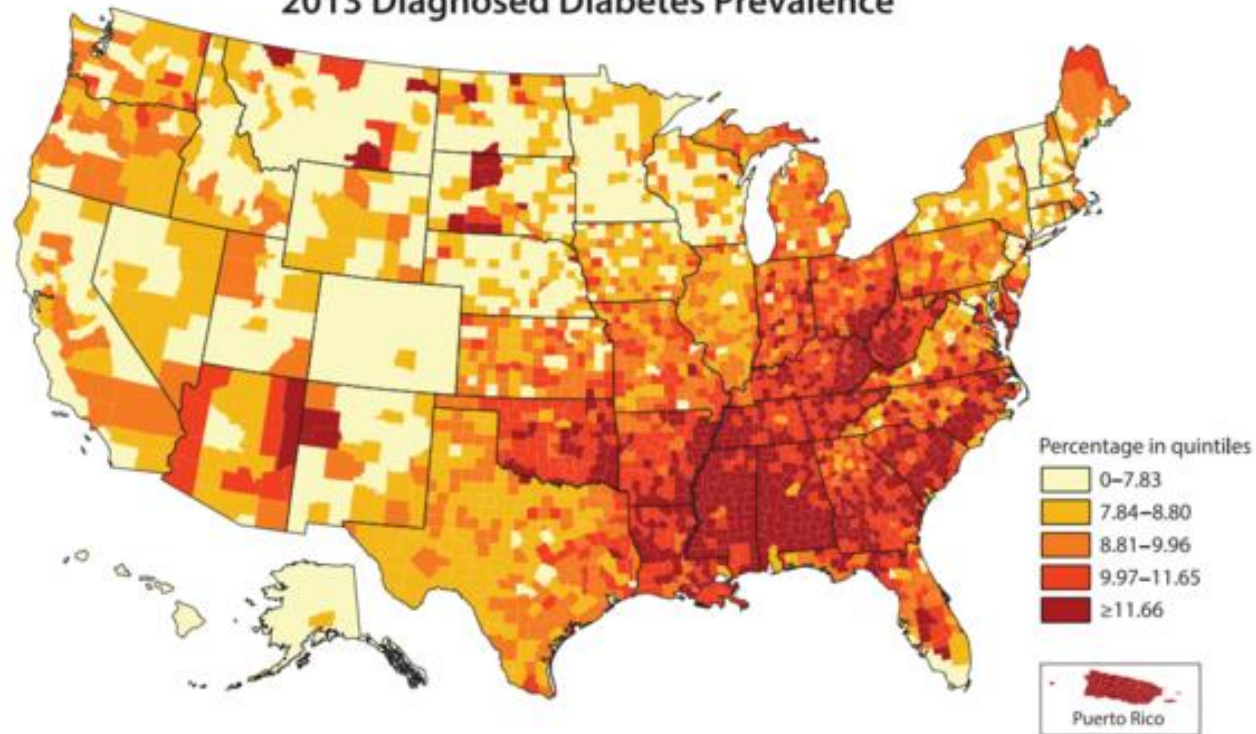 2013 Diagnosed Diabetes Prevalence
Percentage in quintiles
0–7.83
7.84–8.80
8.81–9.96
9.97–11.65
≥11.66
Puerto Rico